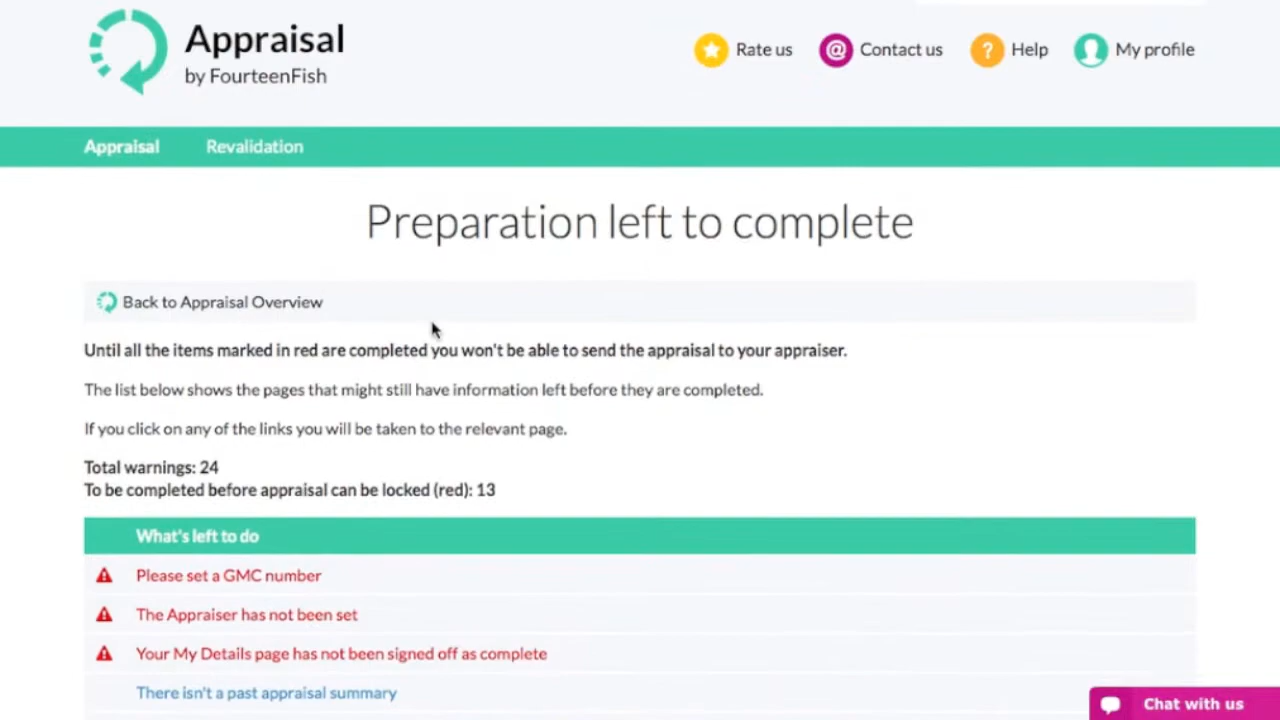 Appraisal
by FourteenFish
Rate us
Contact us
Help
My profile
Appraisal
Revalidation
Preparation left to complete
Back to Appraisal Overview
Until all the items marked in red are completed you won't be able to send the appraisal to your appraiser.
The list below shows the pages that might still have information left before they are completed.
If you click on any of the links you will be taken to the relevant page.
Total warnings: 24
To be completed before appraisal can be locked (red): 13
What's left to do
Please set a GMC number
The Appraiser has not been set
Your My Details page has not been signed off as complete
There isn't a past appraisal summary
Chat with us